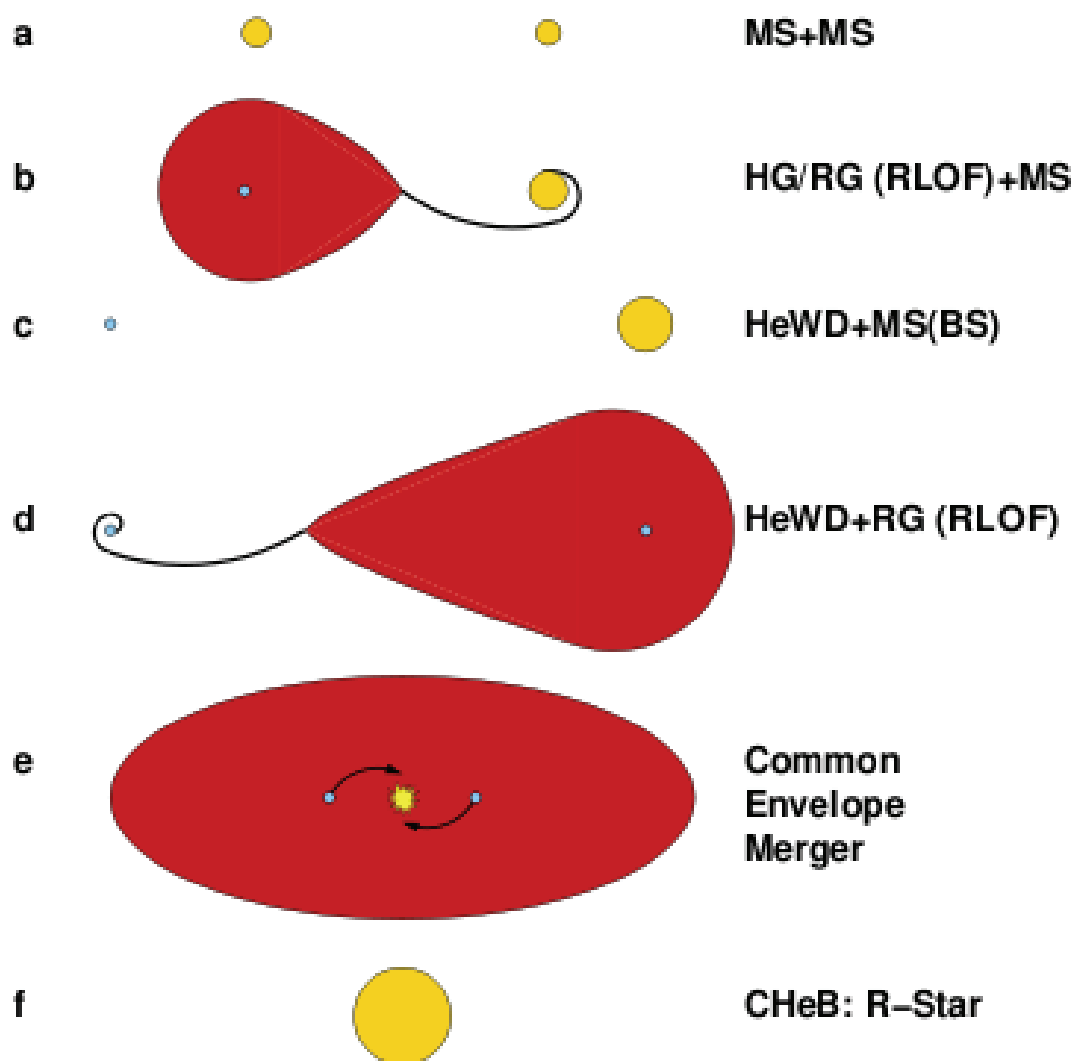 a MS+MS
b HG/RG (RLOF)+MS
c HeWD+MS(BS)
d HeWD+RG (RLOF)
e Common
Envelope
Merger
f CHeB: R−Star